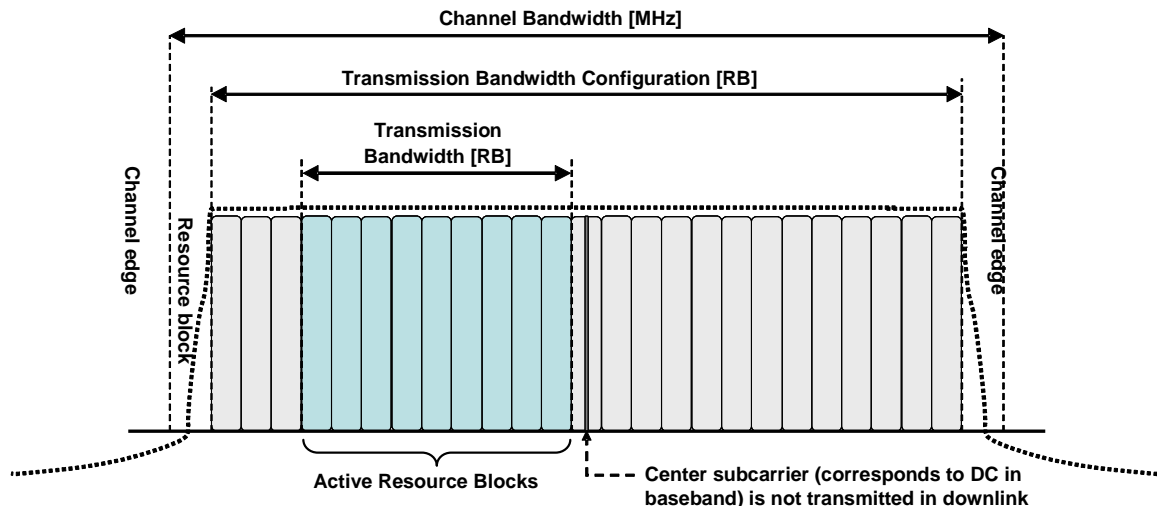 Channel Bandwidth [MHz]
Transmission Bandwidth Configuration [RB]
Transmission
Bandwidth [RB]
Channel edge
Resource block
Channel edge
Active Resource Blocks
Center subcarrier (corresponds to DC in
baseband) is not transmitted in downlink